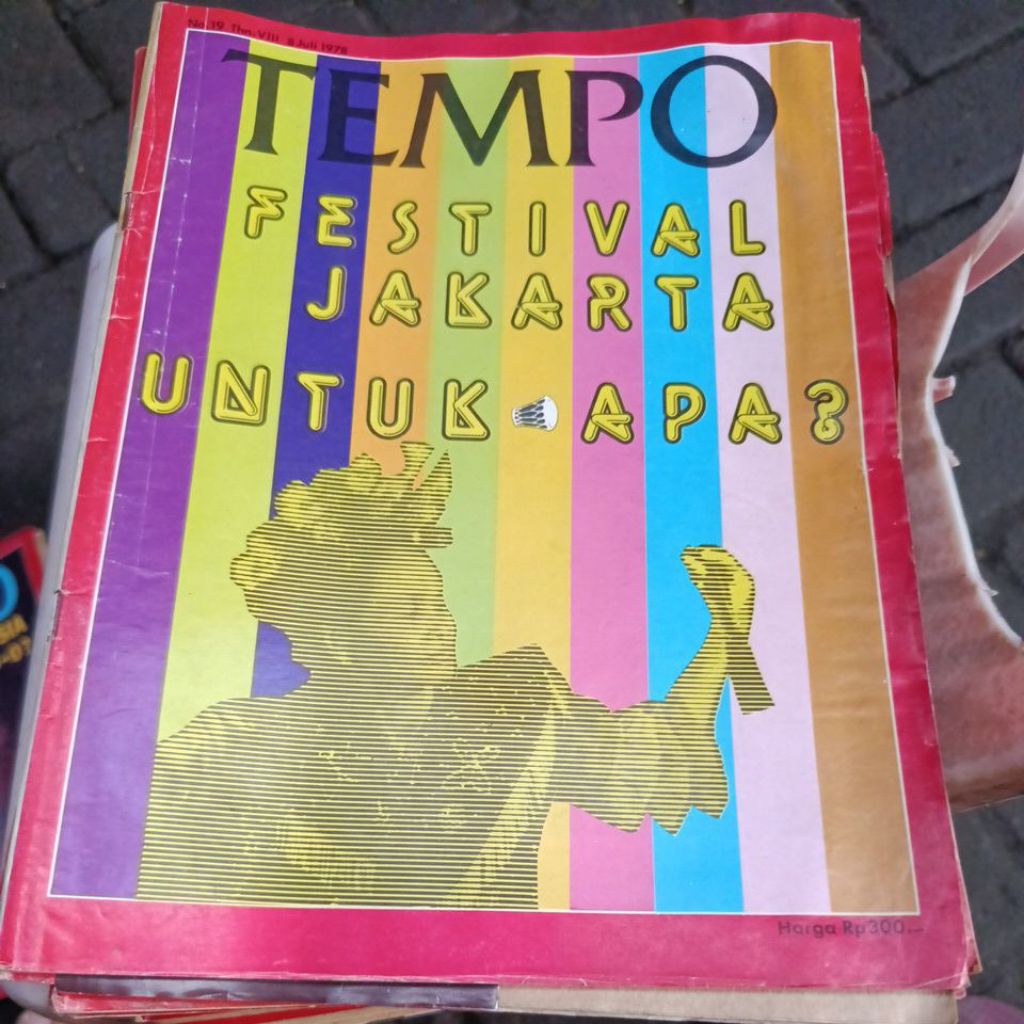 No. 19 Thn. VIII 8 Juli 1978
TEMPO
FESTIVAL
JAKARTA
UNTUK APA?
Harga Rp300.—